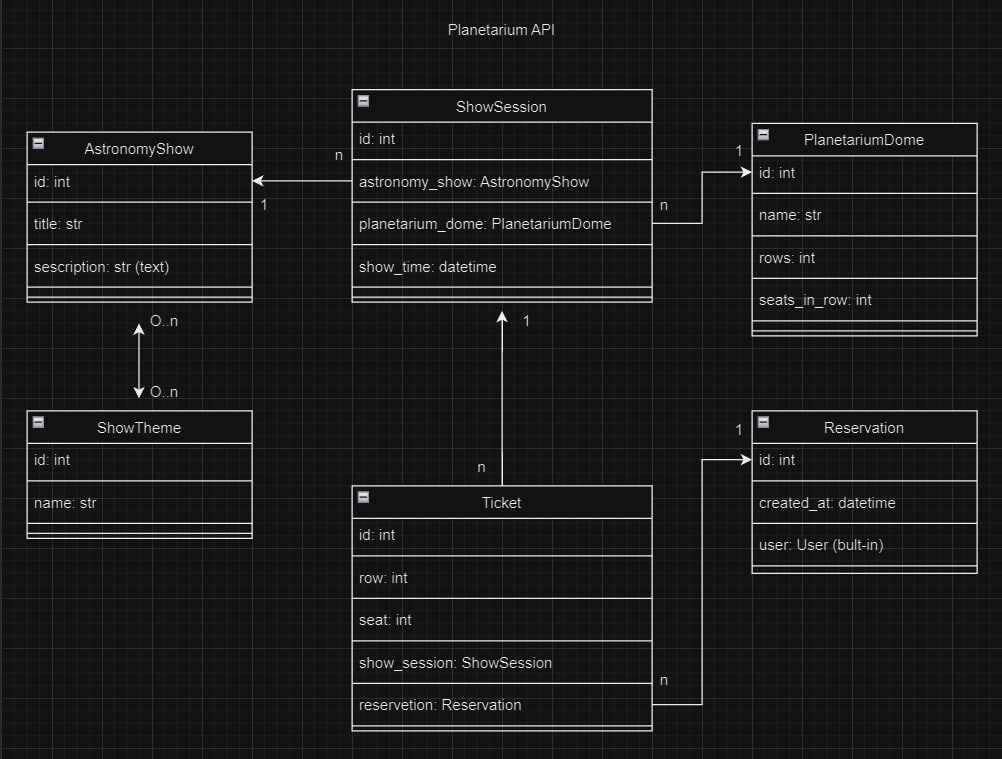 Planetarium API
AstronomyShow
id: int
title: str
sescription: str (text)
ShowSession
id: int
astronomy_show: AstronomyShow
planetarium_dome: PlanetariumDome
show_time: datetime
PlanetariumDome
id: int
name: str
rows: int
seats_in_row: int
n
1
n
1
O..n
O..n
1
n
ShowTheme
id: int
name: str
Ticket
id: int
row: int
seat: int
show_session: ShowSession
reservetion: Reservation
n
1
Reservation
id: int
created_at: datetime
user: User (bult-in)